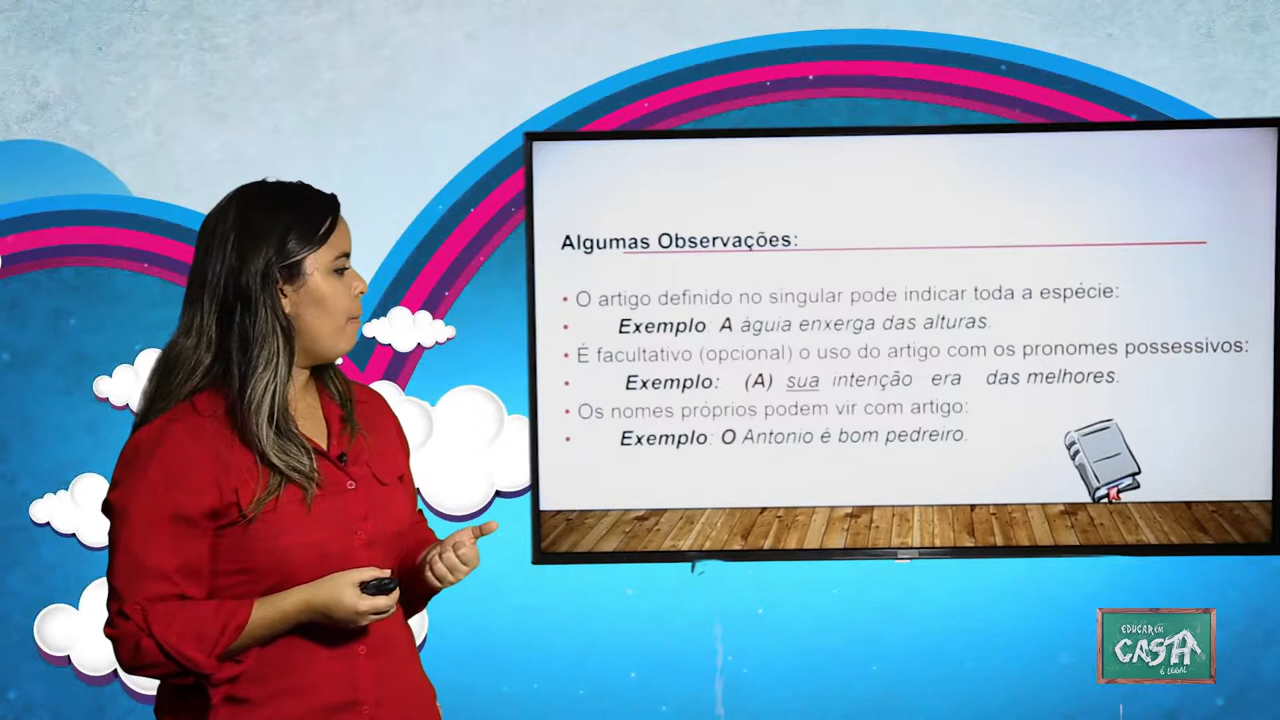 Algumas Observações:
• O artigo definido no singular pode indicar toda a espécie:
• Exemplo: A águia enxerga das alturas.
• É facultativo (opcional) o uso do artigo com os pronomes possessivos:
• Exemplo: (A) sua intenção era das melhores.
• Os nomes próprios podem vir com artigo:
• Exemplo: O Antonio é bom pedreiro.
EDUCAR EM
CASA
É LEGAL